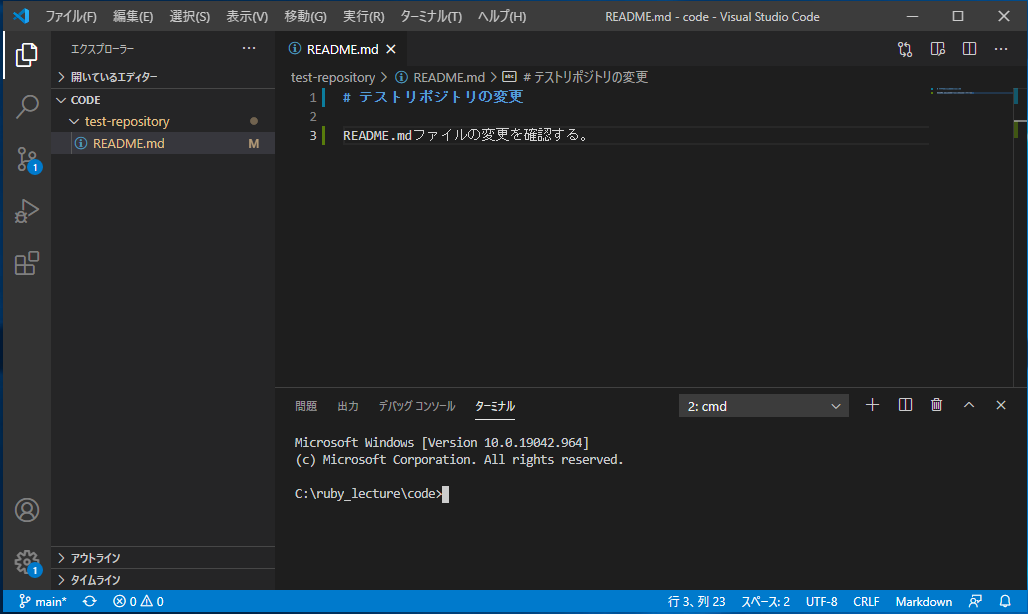 ファイル(F) 編集(E) 選択(S) 表示(V) 移動(G) 実行(R) ターミナル(T) ヘルプ(H) README.md - code - Visual Studio Code
エクスプローラー
README.md
開いているエディター
test-repository > README.md > # テストリポジトリの変更
CODE
test-repository
README.md M
1 # テストリポジトリの変更
2
3 README.mdファイルの変更を確認する。
問題 出力 デバッグ コンソール ターミナル 2: cmd
Microsoft Windows [Version 10.0.19042.964]
(c) Microsoft Corporation. All rights reserved.
C:\ruby_lecture\code>
1
アウトライン
1
タイムライン
main* 0 0 行 3、列 23 スペース: 2 UTF-8 CRLF Markdown